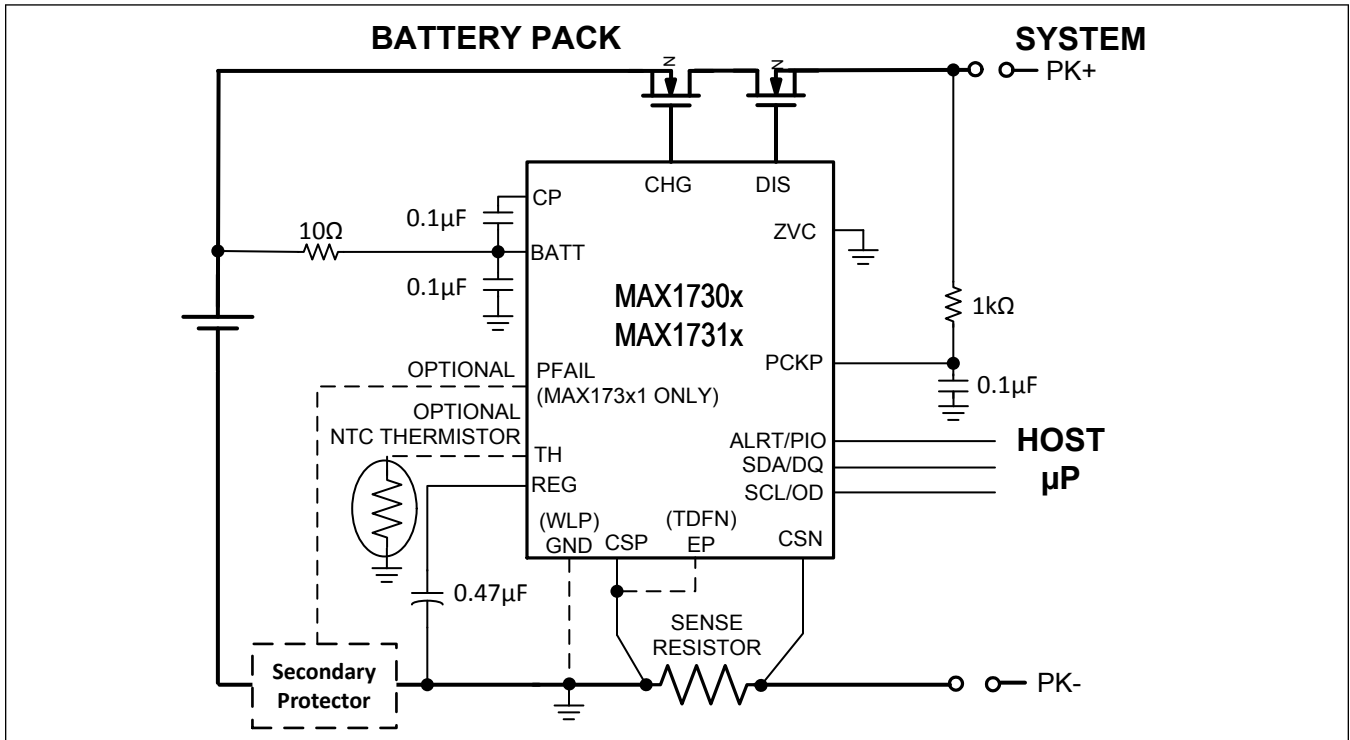 BATTERY PACK
SYSTEM
N
N
PK+
CHG
DIS
CP
0.1µF
ZVC
10Ω
BATT
0.1µF
MAX1730x
MAX1731x
1kΩ
PCKP
OPTIONAL
PFAIL
(MAX173x1 ONLY)
0.1µF
OPTIONAL
NTC THERMISTOR
TH
ALRT/PIO
HOST
µP
SDA/DQ
REG
SCL/OD
(WLP)
GND
CSP
(TDFN)
EP
CSN
0.47µF
SENSE
RESISTOR
Secondary
Protector
PK-